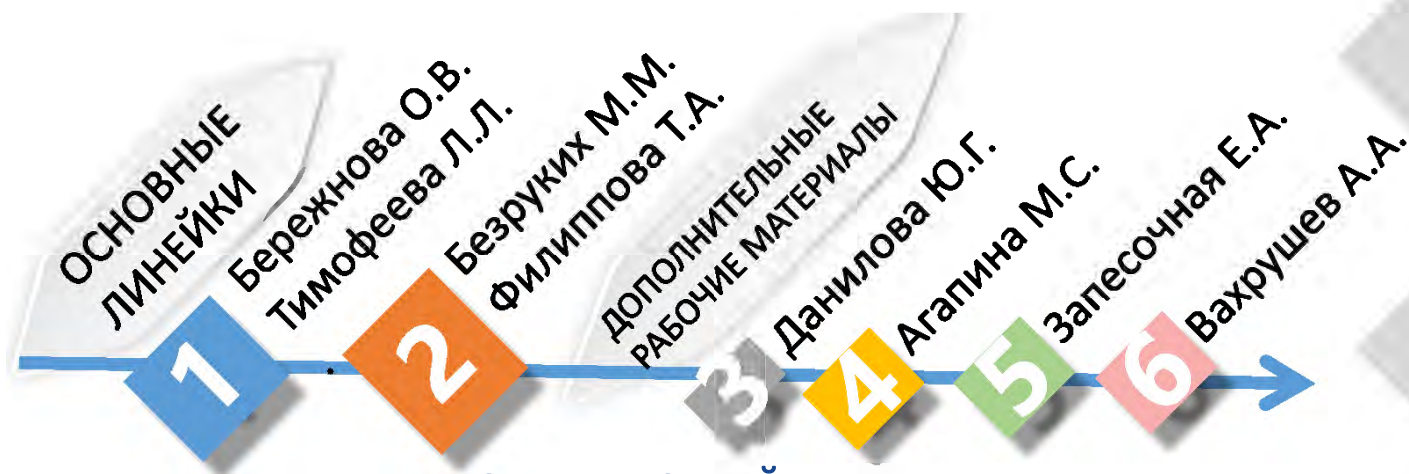 ОСНОВНЫЕ
ЛИНЕЙКИ
1
Бережнова О.В.
Тимофеева Л.Л.
2
Безруких М.М.
Филиппова Т.А.
ДОПОЛНИТЕЛЬНЫЕ
РАБОЧИЕ МАТЕРИАЛЫ
3
Данилова Ю.Г.
4
Агапина М.С.
5
Запесочная Е.А.
6
Вахрушев А.А.